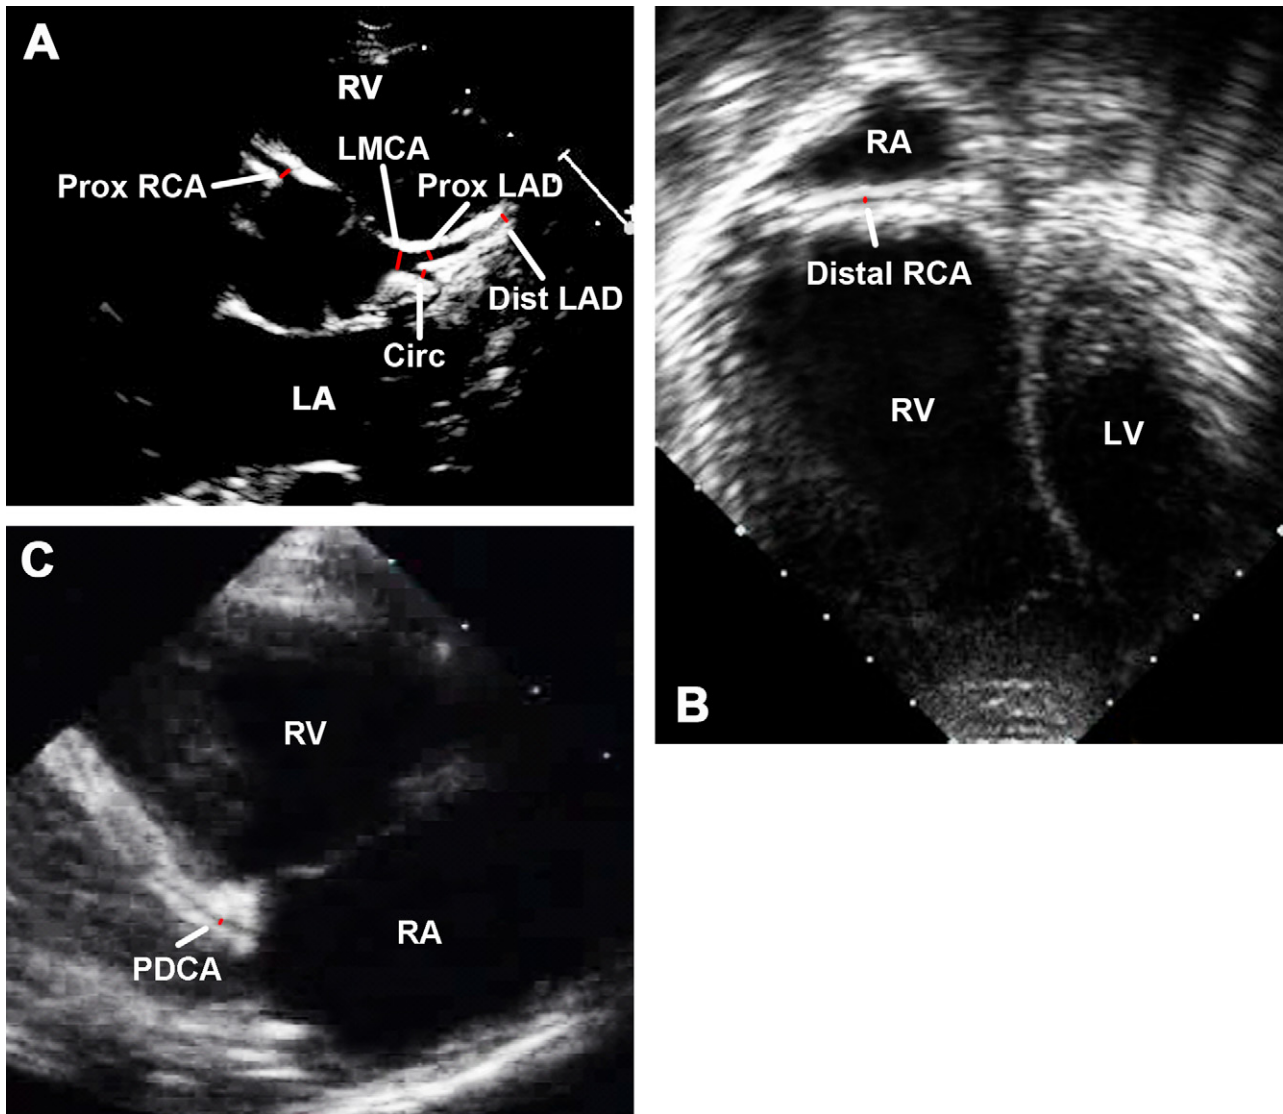 A
RV
LMCA
Prox RCA
Prox LAD
Dist LAD
Circ
LA
RA
Distal RCA
RV
LV
B
C
RV
RA
PDCA